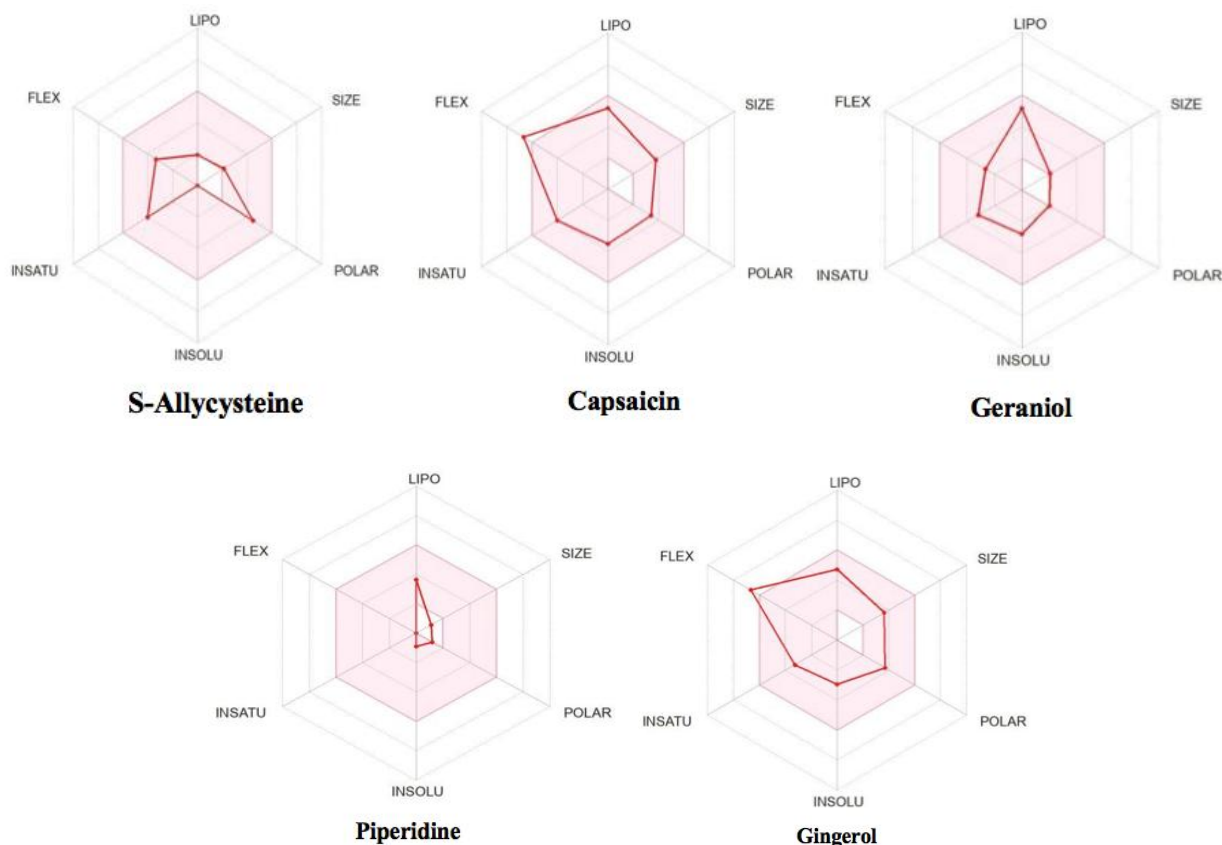 LIPO
FLEX
SIZE
INSATU
POLAR
INSOLU
S-Allycysteine
LIPO
FLEX
SIZE
INSATU
POLAR
INSOLU
Capsaicin
LIPO
FLEX
SIZE
INSATU
POLAR
INSOLU
Geraniol
LIPO
FLEX
SIZE
INSATU
POLAR
INSOLU
Piperidine
LIPO
FLEX
SIZE
INSATU
POLAR
INSOLU
Gingerol